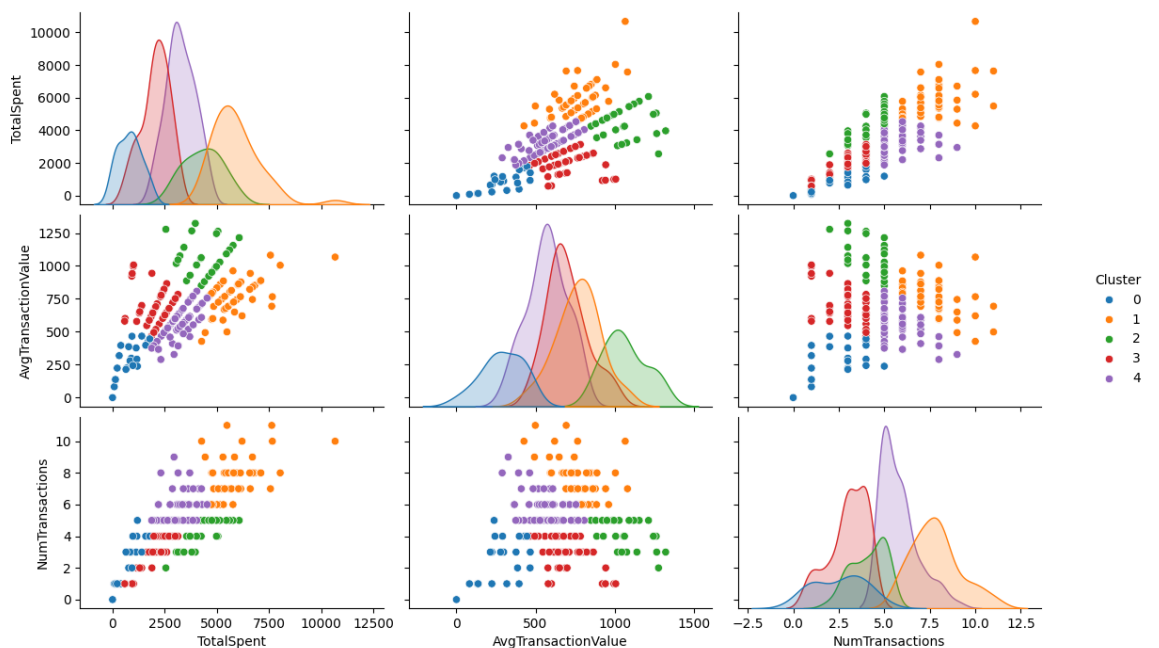 TotalSpent
10000
8000
6000
4000
2000
0
AvgTransactionValue
1250
1000
750
500
250
0
Cluster
0
1
2
3
4
NumTransactions
10
8
6
4
2
0
0 2500 5000 7500 10000 12500
0 500 1000 1500
−2.5 0.0 2.5 5.0 7.5 10.0 12.5
TotalSpent
AvgTransactionValue
NumTransactions